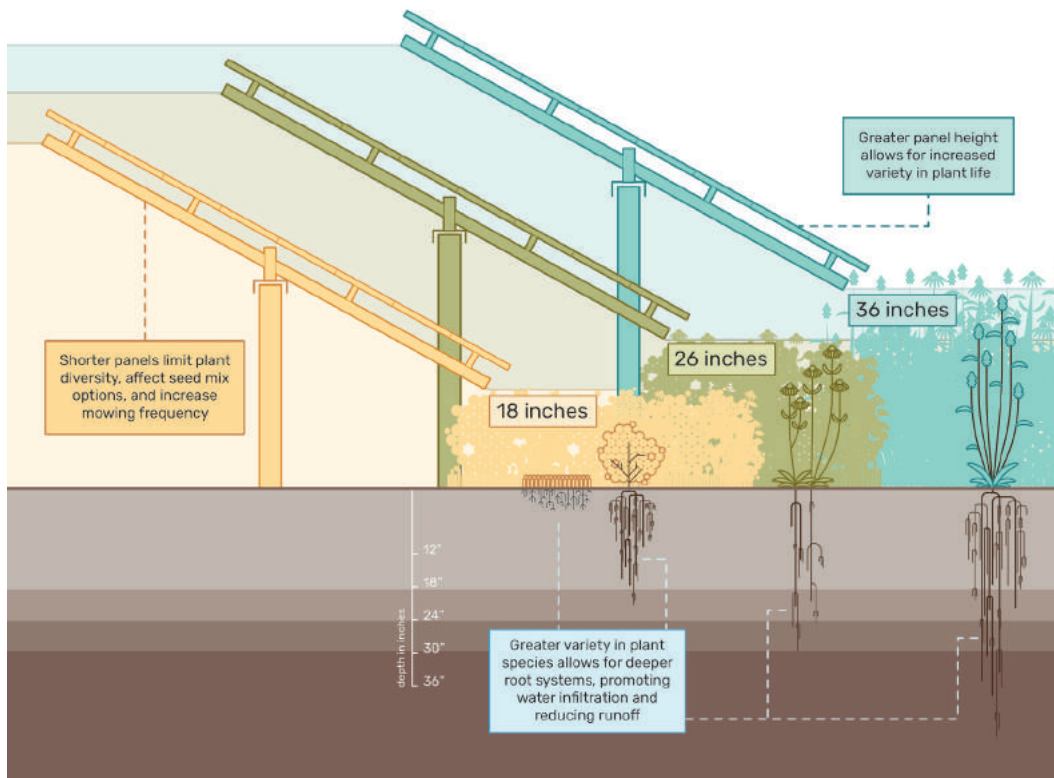 Greater panel height
allows for increased
variety in plant life
36 inches
26 inches
Shorter panels limit plant
diversity, affect seed mix
options, and increase
mowing frequency
18 inches
depth in inches
12"
18"
24"
30"
36"
Greater variety in plant
species allows for deeper
root systems, promoting
water infiltration and
reducing runoff